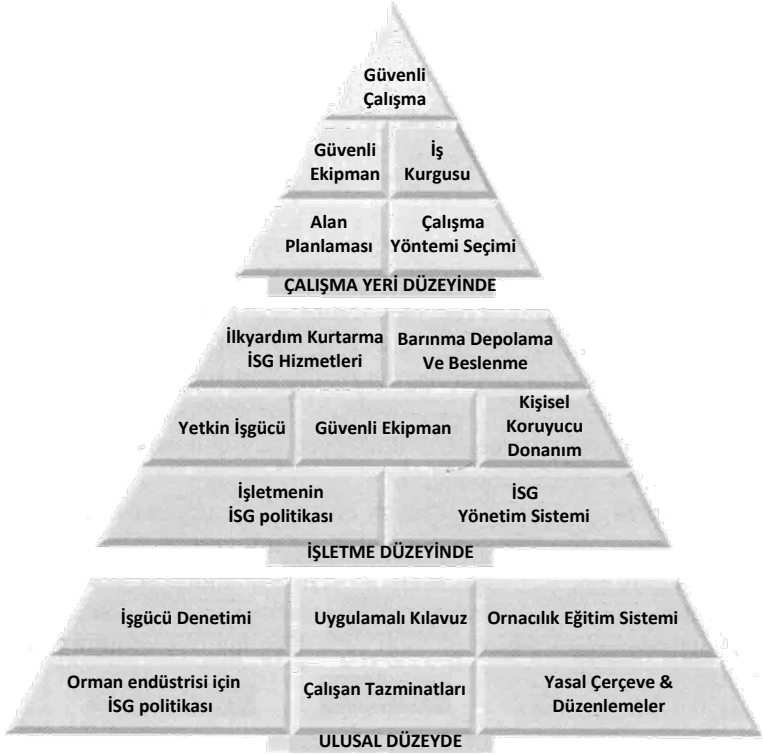 Güvenli
Çalışma
Güvenli
Ekipman
İş
Kurgusu
Alan
Planlaması
Çalışma
Yöntemi Seçimi
ÇALIŞMA YERİ DÜZEYİNDE
İlkyardım Kurtarma
İSG Hizmetleri
Barınma Depolama
Ve Beslenme
Yetkin İşgücü
Güvenli Ekipman
Kişisel
Koruyucu
Donanım
İşletmenin
İSG politikası
İSG
Yönetim Sistemi
İŞLETME DÜZEYİNDE
İşgücü Denetimi
Uygulamalı Kılavuz
Ornacılık Eğitim Sistemi
Orman endüstrisi için
İSG politikası
Çalışan Tazminatları
Yasal Çerçeve &
Düzenlemeler
ULUSAL DÜZEYDE